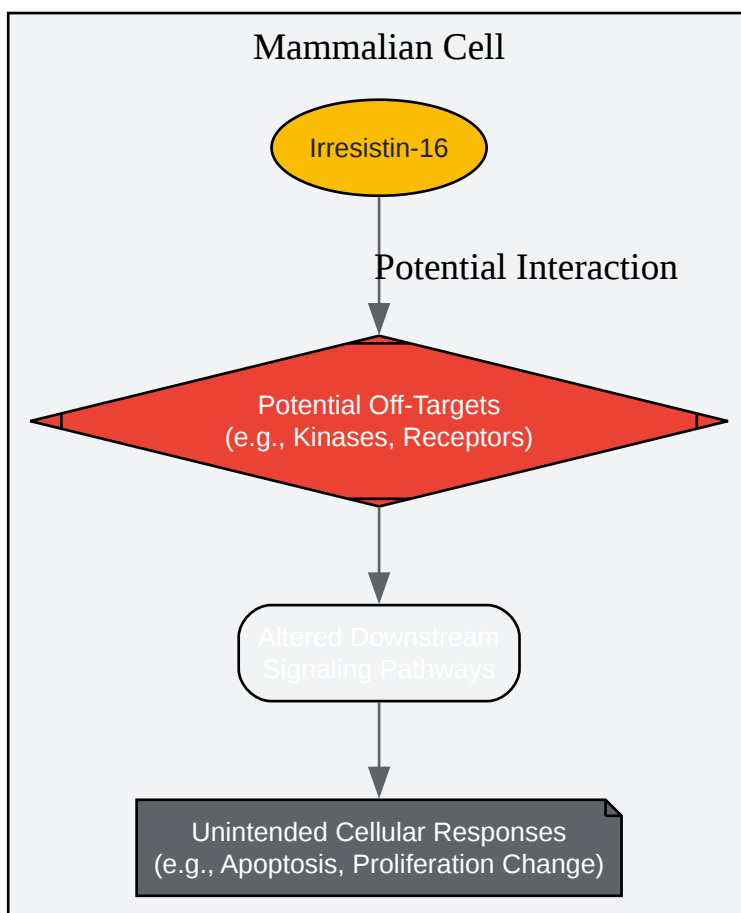 Mammalian Cell
Irresistin-16
Potential Interaction
Potential Off-Targets
(e.g., Kinases, Receptors)
Altered Downstream
Signaling Pathways
Unintended Cellular Responses
(e.g., Apoptosis, Proliferation Change)